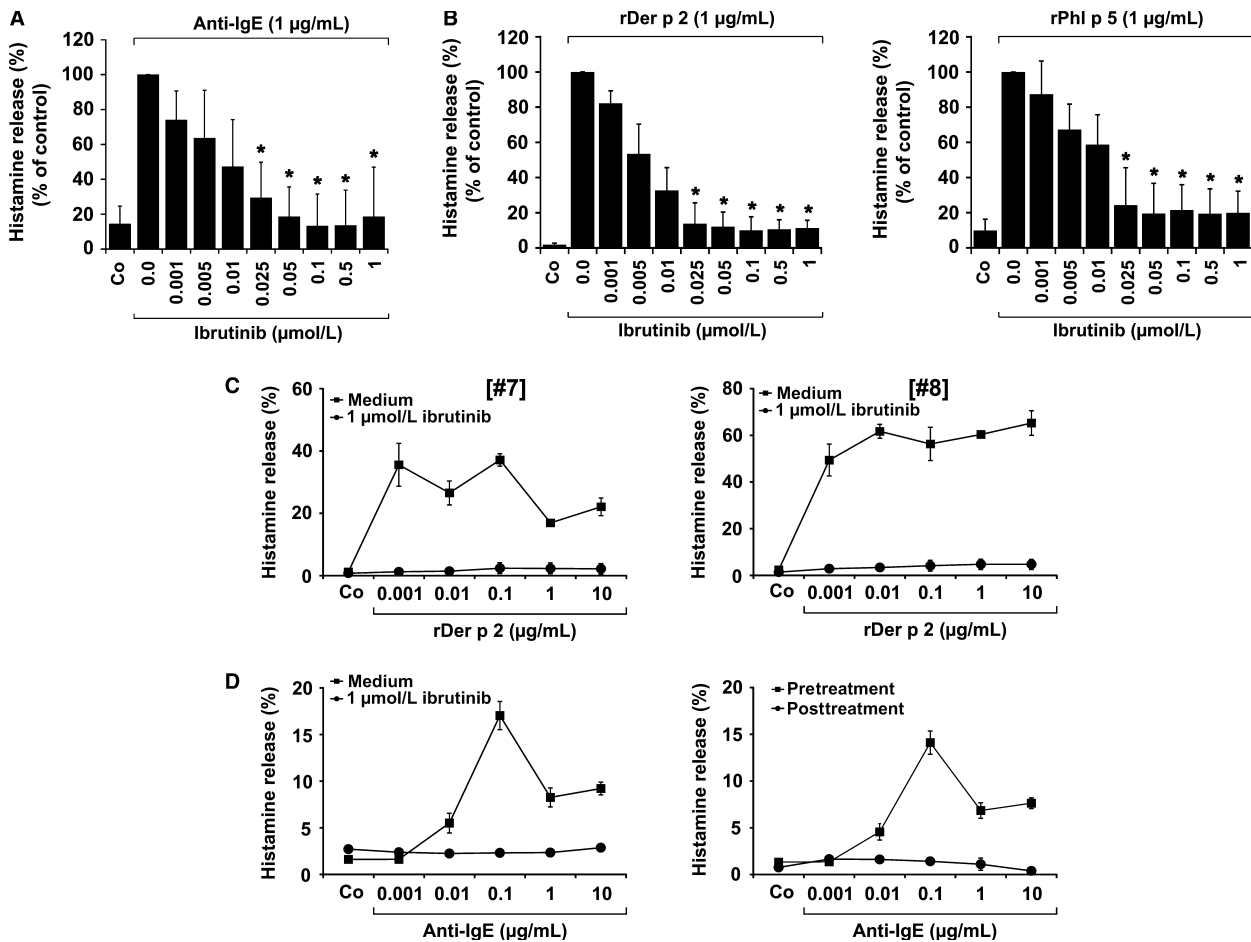 A
Anti-IgE (1 µg/mL)
Histamine release (%)
(% of control)
120
100
80
60
40
20
0
* * * * *
Co 0.0 0.001 0.005 0.01 0.025 0.05 0.1 0.5 1
Ibrutinib (µmol/L)
B
rDer p 2 (1 µg/mL)
Histamine release (%)
(% of control)
120
100
80
60
40
20
0
* * * * *
Co 0.0 0.001 0.005 0.01 0.025 0.05 0.1 0.5 1
Ibrutinib (µmol/L)
rPhl p 5 (1 µg/mL)
Histamine release (%)
(% of control)
120
100
80
60
40
20
0
* * * * *
Co 0.0 0.001 0.005 0.01 0.025 0.05 0.1 0.5 1
Ibrutinib (µmol/L)
C
[#7]
Medium
1 µmol/L ibrutinib
Histamine release (%)
60
40
20
0
Co 0.001 0.01 0.1 1 10
rDer p 2 (µg/mL)
[#8]
Medium
1 µmol/L ibrutinib
Histamine release (%)
80
60
40
20
0
Co 0.001 0.01 0.1 1 10
rDer p 2 (µg/mL)
D
Medium
1 µmol/L ibrutinib
Histamine release (%)
20
15
10
5
0
Co 0.001 0.01 0.1 1 10
Anti-IgE (µg/mL)
Pretreatment
Posttreatment
Histamine release (%)
20
15
10
5
0
Co 0.001 0.01 0.1 1 10
Anti-IgE (µg/mL)